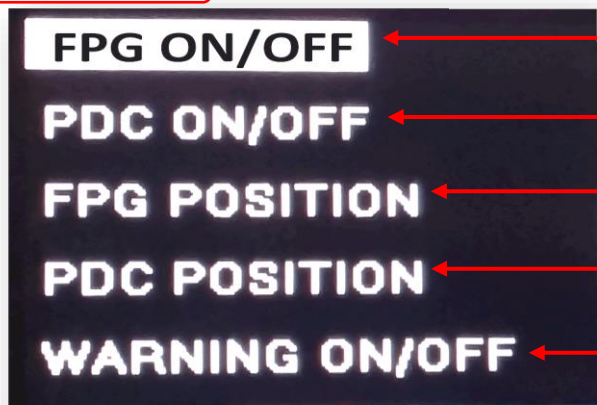 FPG ON/OFF
PDC ON/OFF
FPG POSITION
PDC POSITION
WARNING ON/OFF